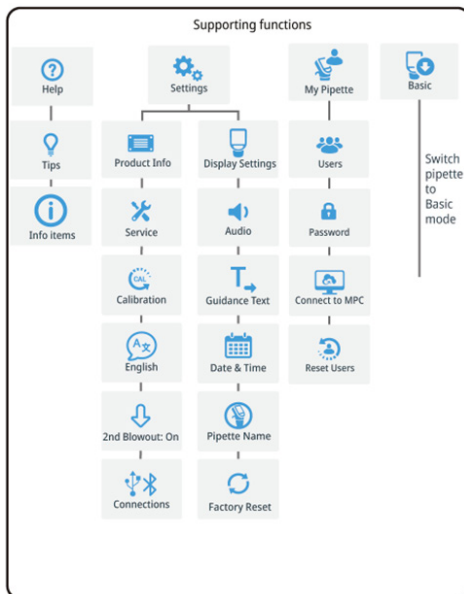 Supporting functions
Help
Settings
My Pipette
Basic
Tips
Product Info
Display Settings
Users
Switch
pipette
to
Basic
mode
Info items
Service
Audio
Password
CAL
Calibration
Guidance Text
Connect to MPC
English
Date & Time
Reset Users
2nd Blowout: On
Pipette Name
Connections
Factory Reset